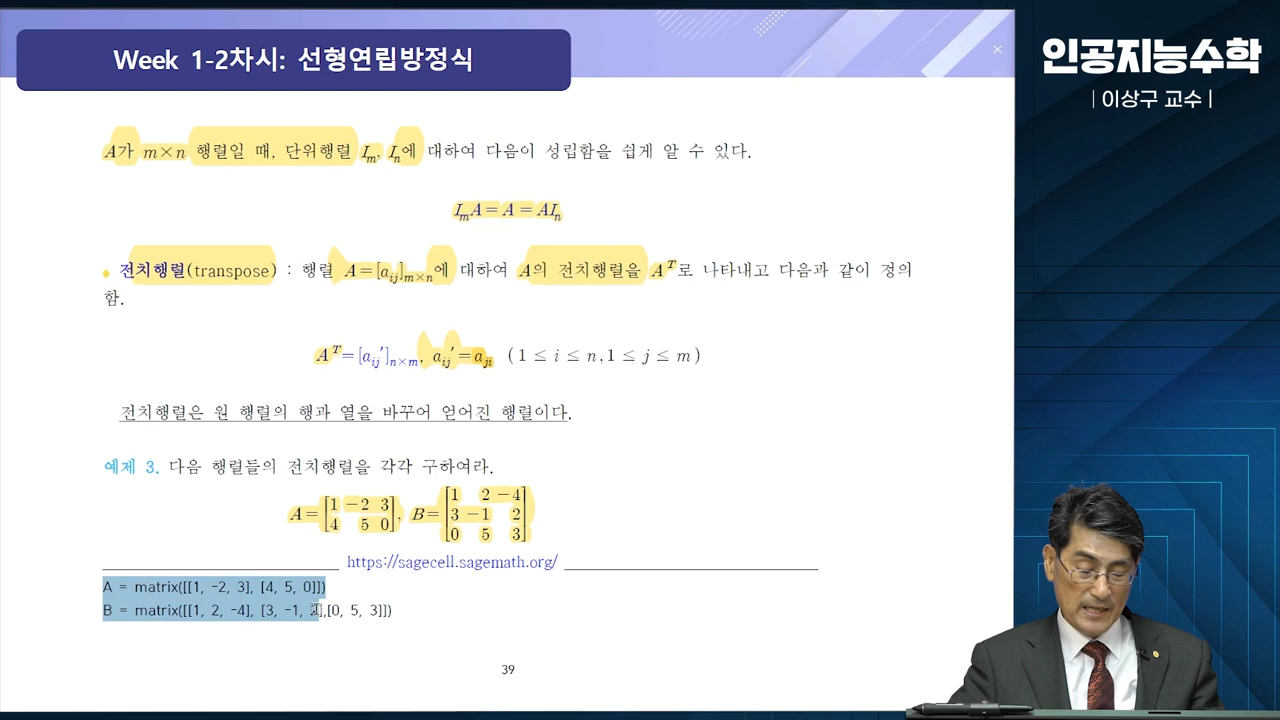 Week 1-2차시: 선형연립방정식
인공지능수학
| 이상구 교수 |
A가 m×n 행렬일 때, 단위행렬 Iₘ, Iₙ에 대하여 다음이 성립함을 쉽게 알 수 있다.
IₘA = A = AIₙ
◆ 전치행렬(transpose) : 행렬 A = [aᵢⱼ]ₘ×ₙ에 대하여 A의 전치행렬을 Aᵀ로 나타내고 다음과 같이 정의
함.
Aᵀ = [aᵢⱼ′]ₙ×ₘ, aᵢⱼ′ = aⱼᵢ (1 ≤ i ≤ n, 1 ≤ j ≤ m)
전치행렬은 원 행렬의 행과 열을 바꾸어 얻어진 행렬이다.
예제 3. 다음 행렬들의 전치행렬을 각각 구하여라.
A = [1 −2 3; 4 5 0], B = [1 2 −4; 3 −1 2; 0 5 3]
https://sagecell.sagemath.org/
A = matrix([[1, -2, 3], [4, 5, 0]])
B = matrix([[1, 2, -4], [3, -1, 2],[0, 5, 3]])
39